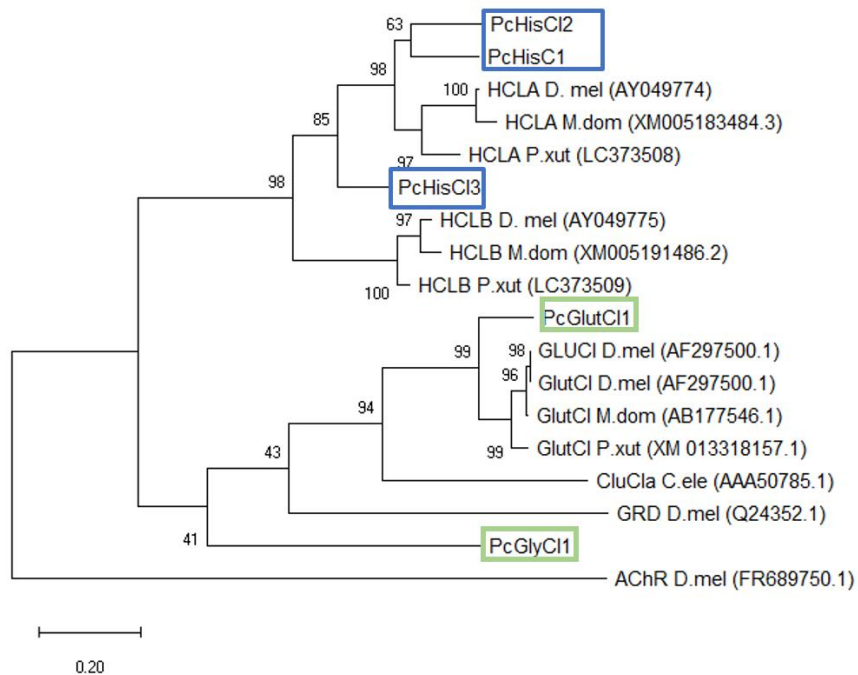 63
PcHisCl2
PcHisC1
98
100
HCLA D. mel (AY049774)
85
HCLA M.dom (XM005183484.3)
97
HCLA P.xut (LC373508)
98
PcHisCl3
97
HCLB D. mel (AY049775)
HCLB M.dom (XM005191486.2)
100
HCLB P.xut (LC373509)
PcGlutCl1
99
98
GLUCl D.mel (AF297500.1)
96
GlutCl D.mel (AF297500.1)
94
GlutCl M.dom (AB177546.1)
99
GlutCl P.xut (XM 013318157.1)
43
CluCla C.ele (AAA50785.1)
GRD D.mel (Q24352.1)
41
PcGlyCl1
AChR D.mel (FR689750.1)
0.20